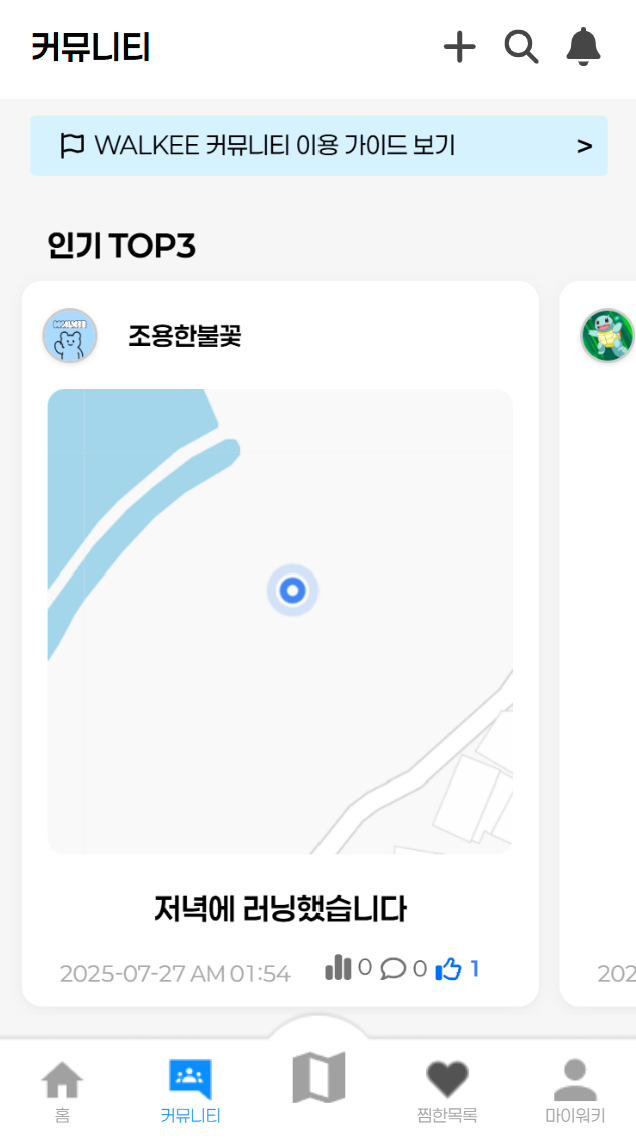 커뮤니티
WALKEE 커뮤니티 이용 가이드 보기 >
인기 TOP3
조용한불꽃
저녁에 러닝했습니다
2025-07-27 AM 01:54 0 0 1
202
홈 커뮤니티 찜한목록 마이워키